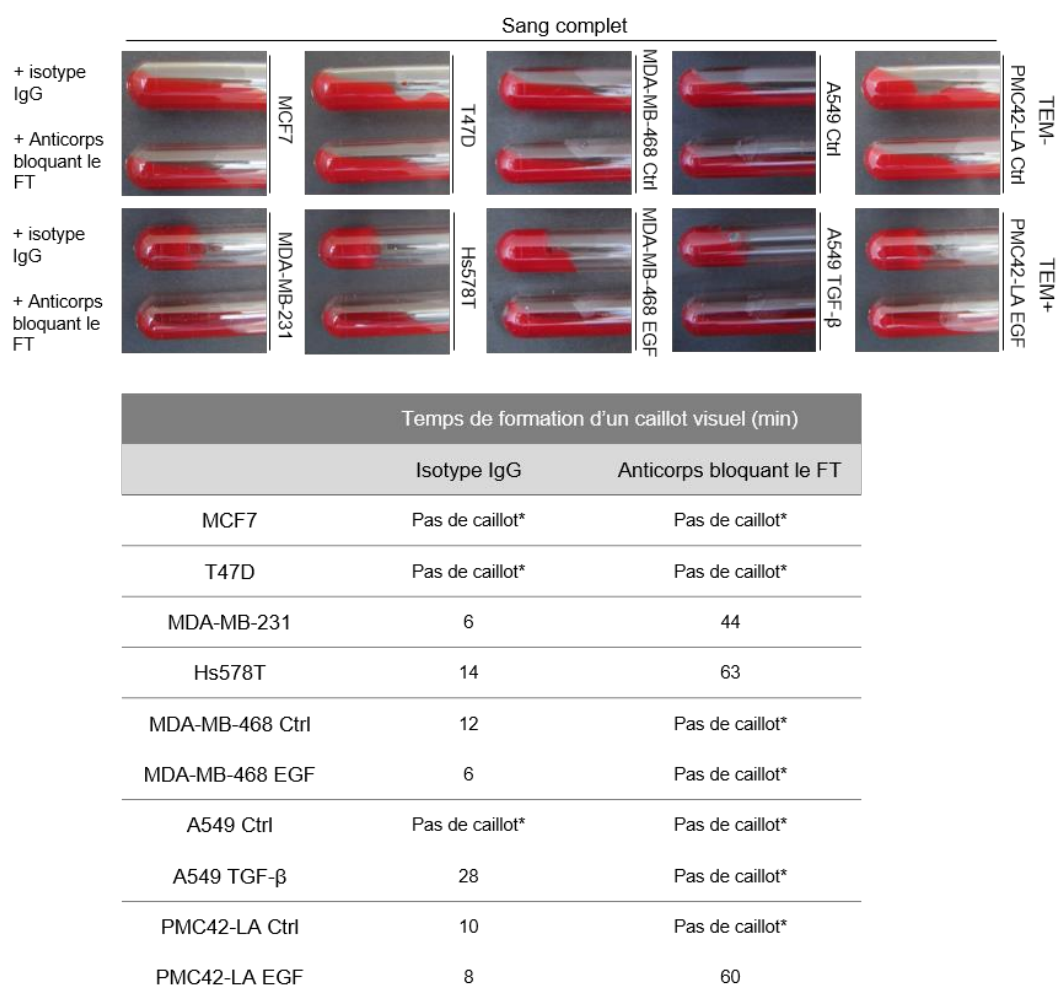 Sang complet
+ isotype
IgG
+ Anticorps
bloquant le
FT
MCF7
T47D
MDA-MB-468 Ctrl
A549 Ctrl
PMC42-LA Ctrl
TEM-
+ isotype
IgG
+ Anticorps
bloquant le
FT
MDA-MB-231
Hs578T
MDA-MB-468 EGF
A549 TGF-β
PMC42-LA EGF
TEM+
Temps de formation d'un caillot visuel (min)
Isotype IgG Anticorps bloquant le FT
MCF7 Pas de caillot* Pas de caillot*
T47D Pas de caillot* Pas de caillot*
MDA-MB-231 6 44
Hs578T 14 63
MDA-MB-468 Ctrl 12 Pas de caillot*
MDA-MB-468 EGF 6 Pas de caillot*
A549 Ctrl Pas de caillot* Pas de caillot*
A549 TGF-β 28 Pas de caillot*
PMC42-LA Ctrl 10 Pas de caillot*
PMC42-LA EGF 8 60